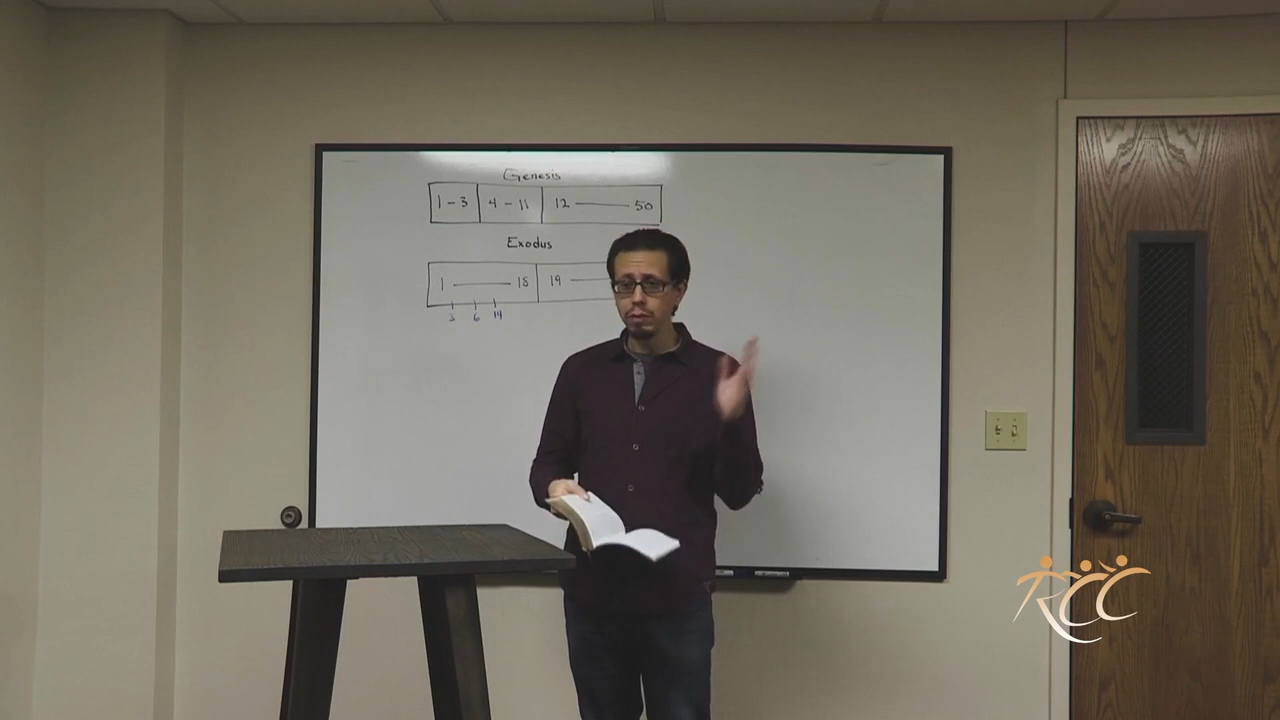 Genesis
1 - 3 4 - 11 12 — 50
Exodus
1 — 18 19 —
3 6 14
RCC